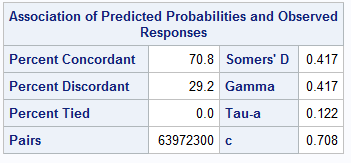 Association of Predicted Probabilities and Observed
Responses
Percent Concordant 70.8 Somers' D 0.417
Percent Discordant 29.2 Gamma 0.417
Percent Tied 0.0 Tau-a 0.122
Pairs 63972300 c 0.708